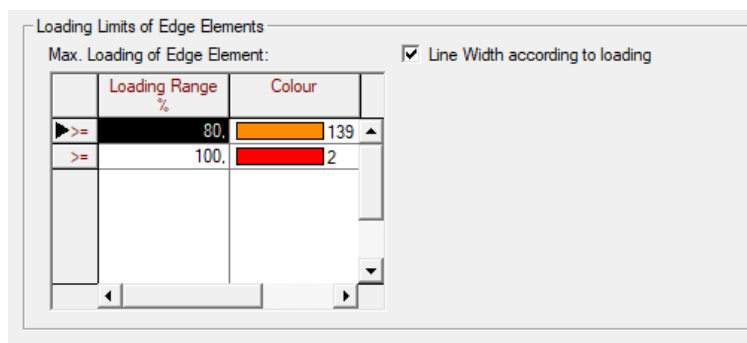 Loading Limits of Edge Elements
Max. Loading of Edge Element:
Line Width according to loading
Loading Range Colour
%
>= 80, 139
>= 100, 2